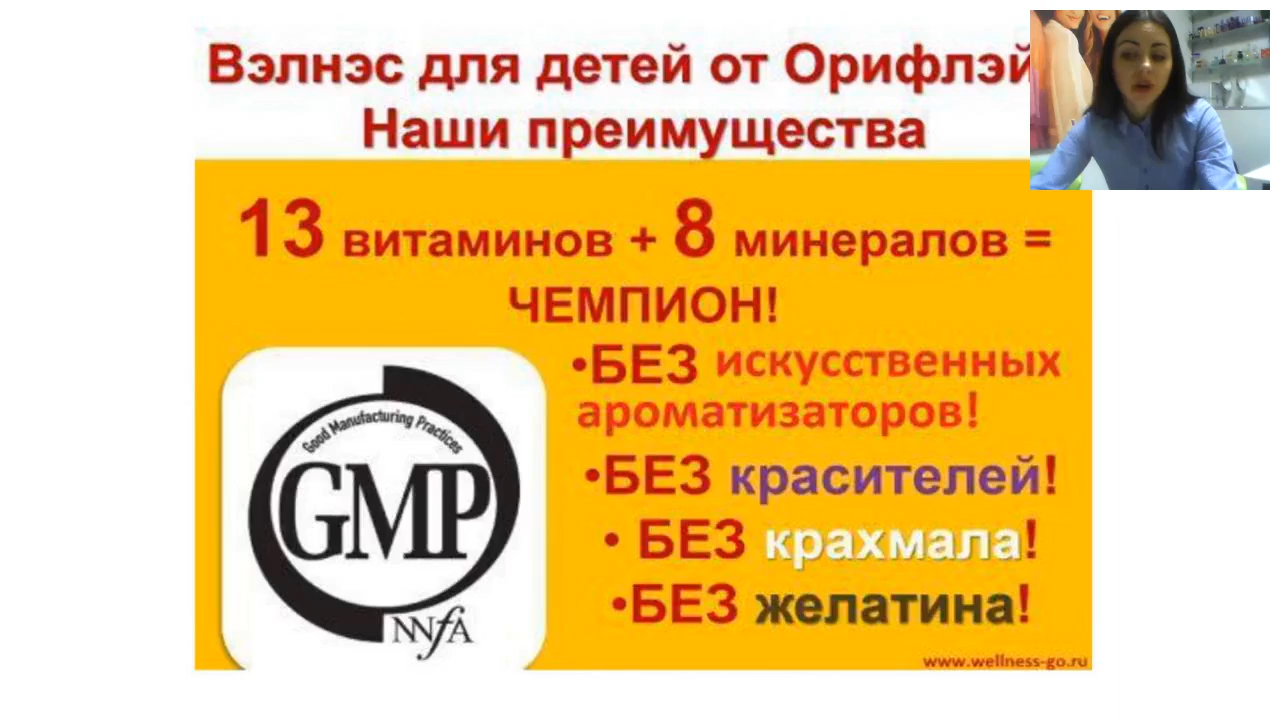 Вэлнэс для детей от Орифлэй
Наши преимущества
13 витаминов + 8 минералов =
ЧЕМПИОН!
•БЕЗ искусственных
ароматизаторов!
•БЕЗ красителей!
• БЕЗ крахмала!
•БЕЗ желатина!
Good Manufacturing Practices
GMP
NNfA
www.wellness-go.ru